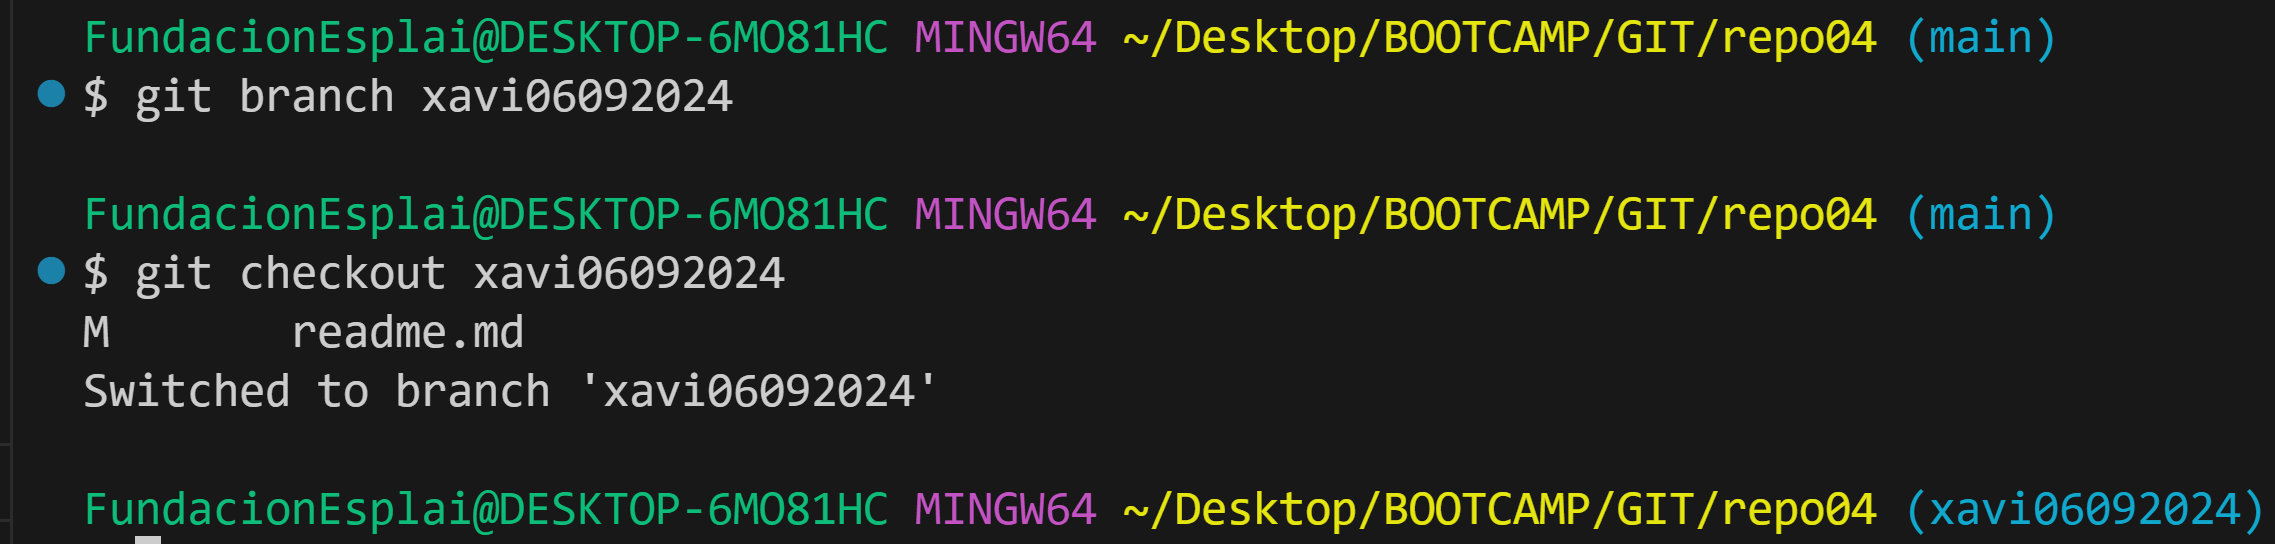 FundacionEsplai@DESKTOP-6MO81HC MINGW64 ~/Desktop/BOOTCAMP/GIT/repo04 (main)
$ git branch xavi06092024
FundacionEsplai@DESKTOP-6MO81HC MINGW64 ~/Desktop/BOOTCAMP/GIT/repo04 (main)
$ git checkout xavi06092024
M       readme.md
Switched to branch 'xavi06092024'
FundacionEsplai@DESKTOP-6MO81HC MINGW64 ~/Desktop/BOOTCAMP/GIT/repo04 (xavi06092024)